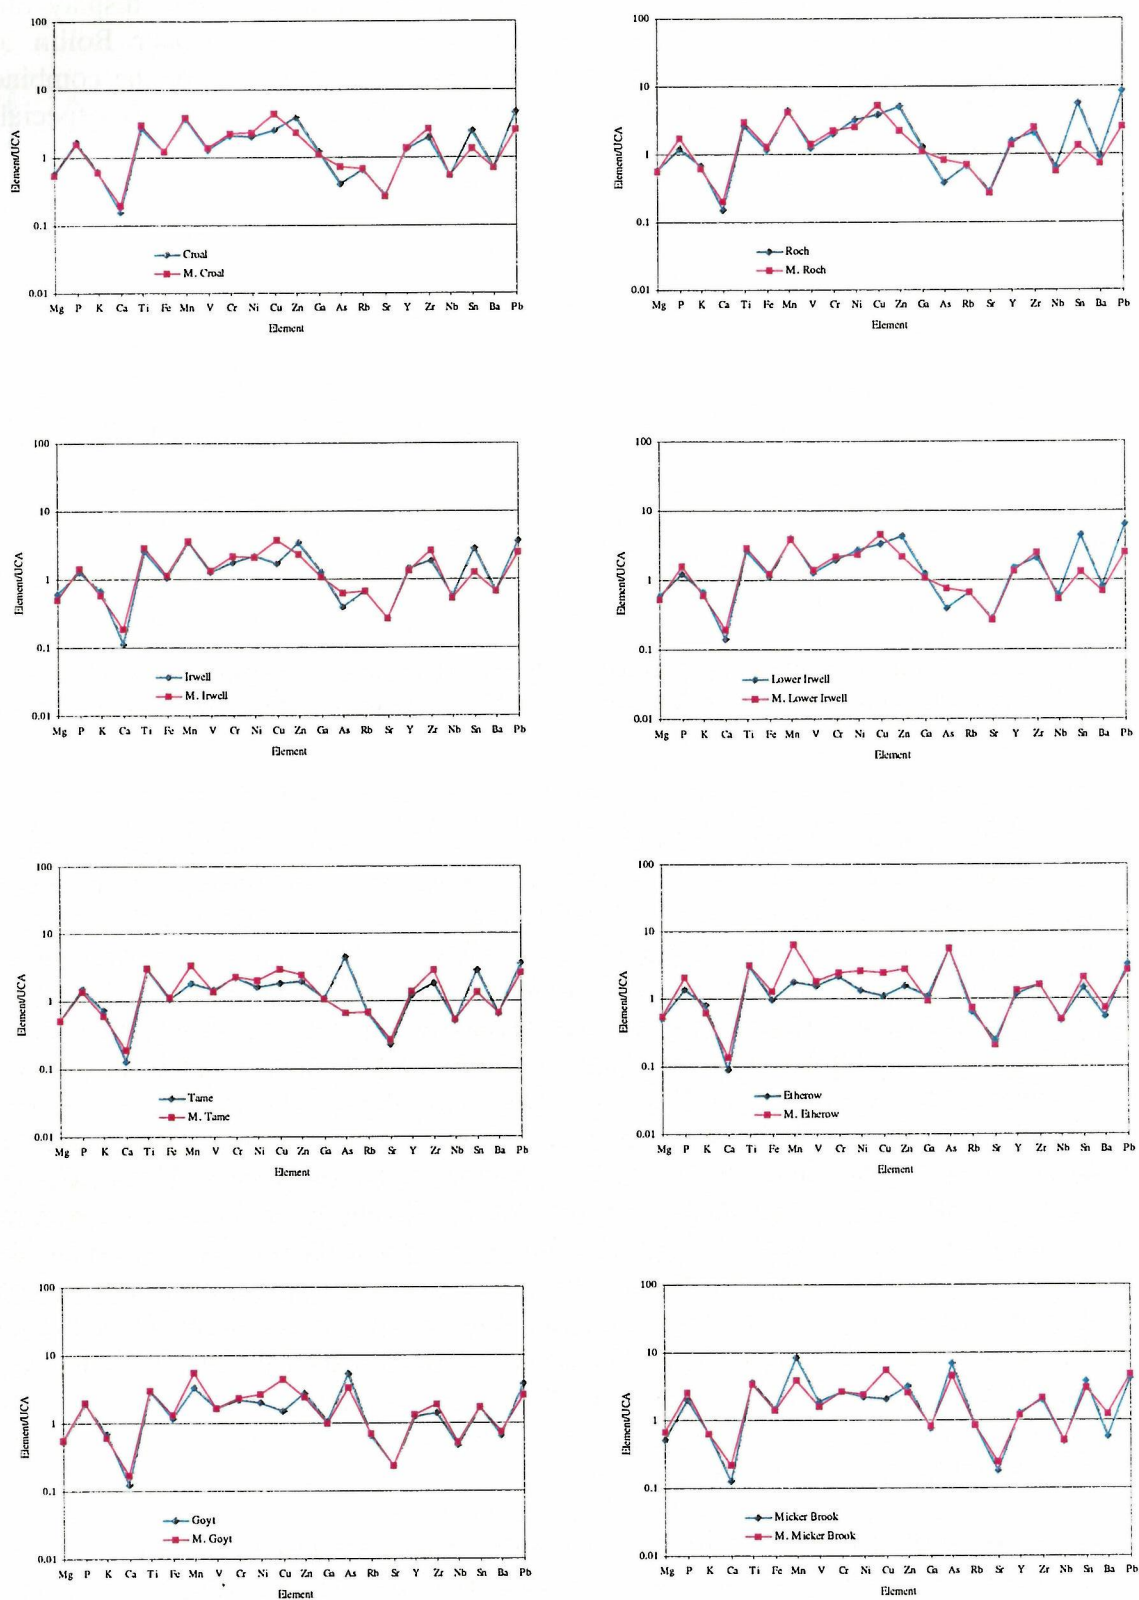 100
10
1
0.1
0.01
Element/UCA
Croal
M. Croal
Mg P K Ca Ti Fe Mn V Cr Ni Cu Zn Ga As Rb Sr Y Zr Nb Sn Ba Pb
Element
100
10
1
0.1
0.01
Element/UCA
Roch
M. Roch
Mg P K Ca Ti Fe Mn V Cr Ni Cu Zn Ga As Rb Sr Y Zr Nb Sn Ba Pb
Element
100
10
1
0.1
0.01
Element/UCA
Irwell
M. Irwell
Mg P K Ca Ti Fe Mn V Cr Ni Cu Zn Ga As Rb Sr Y Zr Nb Sn Ba Pb
Element
100
10
1
0.1
0.01
Element/UCA
Lower Irwell
M. Lower Irwell
Mg P K Ca Ti Fe Mn V Cr Ni Cu Zn Ga As Rb Sr Y Zr Nb Sn Ba Pb
Element
100
10
1
0.1
0.01
Element/UCA
Tame
M. Tame
Mg P K Ca Ti Fe Mn V Cr Ni Cu Zn Ga As Rb Sr Y Zr Nb Sn Ba Pb
Element
100
10
1
0.1
0.01
Element/UCA
Etherow
M. Etherow
Mg P K Ca Ti Fe Mn V Cr Ni Cu Zn Ga As Rb Sr Y Zr Nb Sn Ba Pb
Element
100
10
1
0.1
0.01
Element/UCA
Goyt
M. Goyt
Mg P K Ca Ti Fe Mn V Cr Ni Cu Zn Ga As Rb Sr Y Zr Nb Sn Ba Pb
Element
100
10
1
0.1
0.01
Element/UCA
Micker Brook
M. Micker Brook
Mg P K Ca Ti Fe Mn V Cr Ni Cu Zn Ga As Rb Sr Y Zr Nb Sn Ba Pb
Element